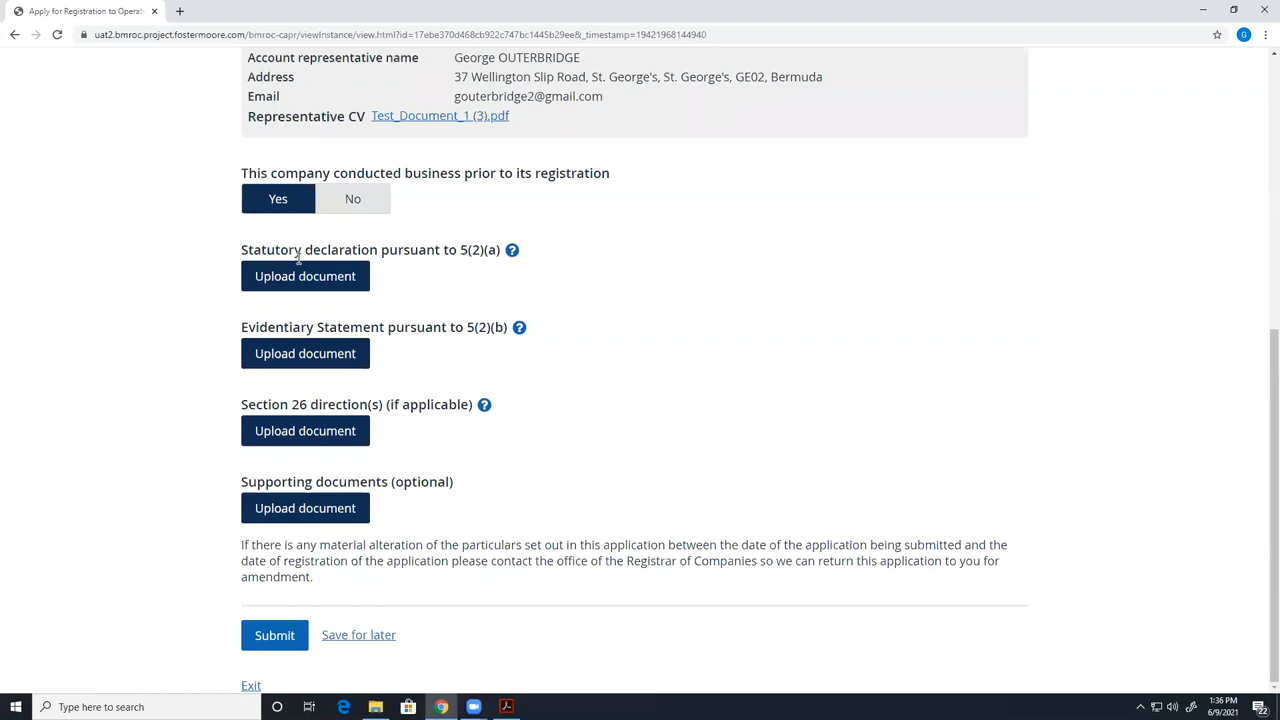 Apply for Registration to Operat
uat2.bmroc.project.fostermoore.com/bmroc-capr/viewInstance/view.html?id=17ebe370d468cb922c747bc1445b29ee&_timestamp=19421968144940
G
Account representative name George OUTERBRIDGE
Address 37 Wellington Slip Road, St. George's, St. George's, GE02, Bermuda
Email gouterbridge2@gmail.com
Representative CV Test_Document_1 (3).pdf
This company conducted business prior to its registration
Yes No
Statutory declaration pursuant to 5(2)(a) ?
Upload document
Evidentiary Statement pursuant to 5(2)(b) ?
Upload document
Section 26 direction(s) (if applicable) ?
Upload document
Supporting documents (optional)
Upload document
If there is any material alteration of the particulars set out in this application between the date of the application being submitted and the
date of registration of the application please contact the office of the Registrar of Companies so we can return this application to you for
amendment.
Submit Save for later
Exit
Type here to search
1:36 PM
6/9/2021
22